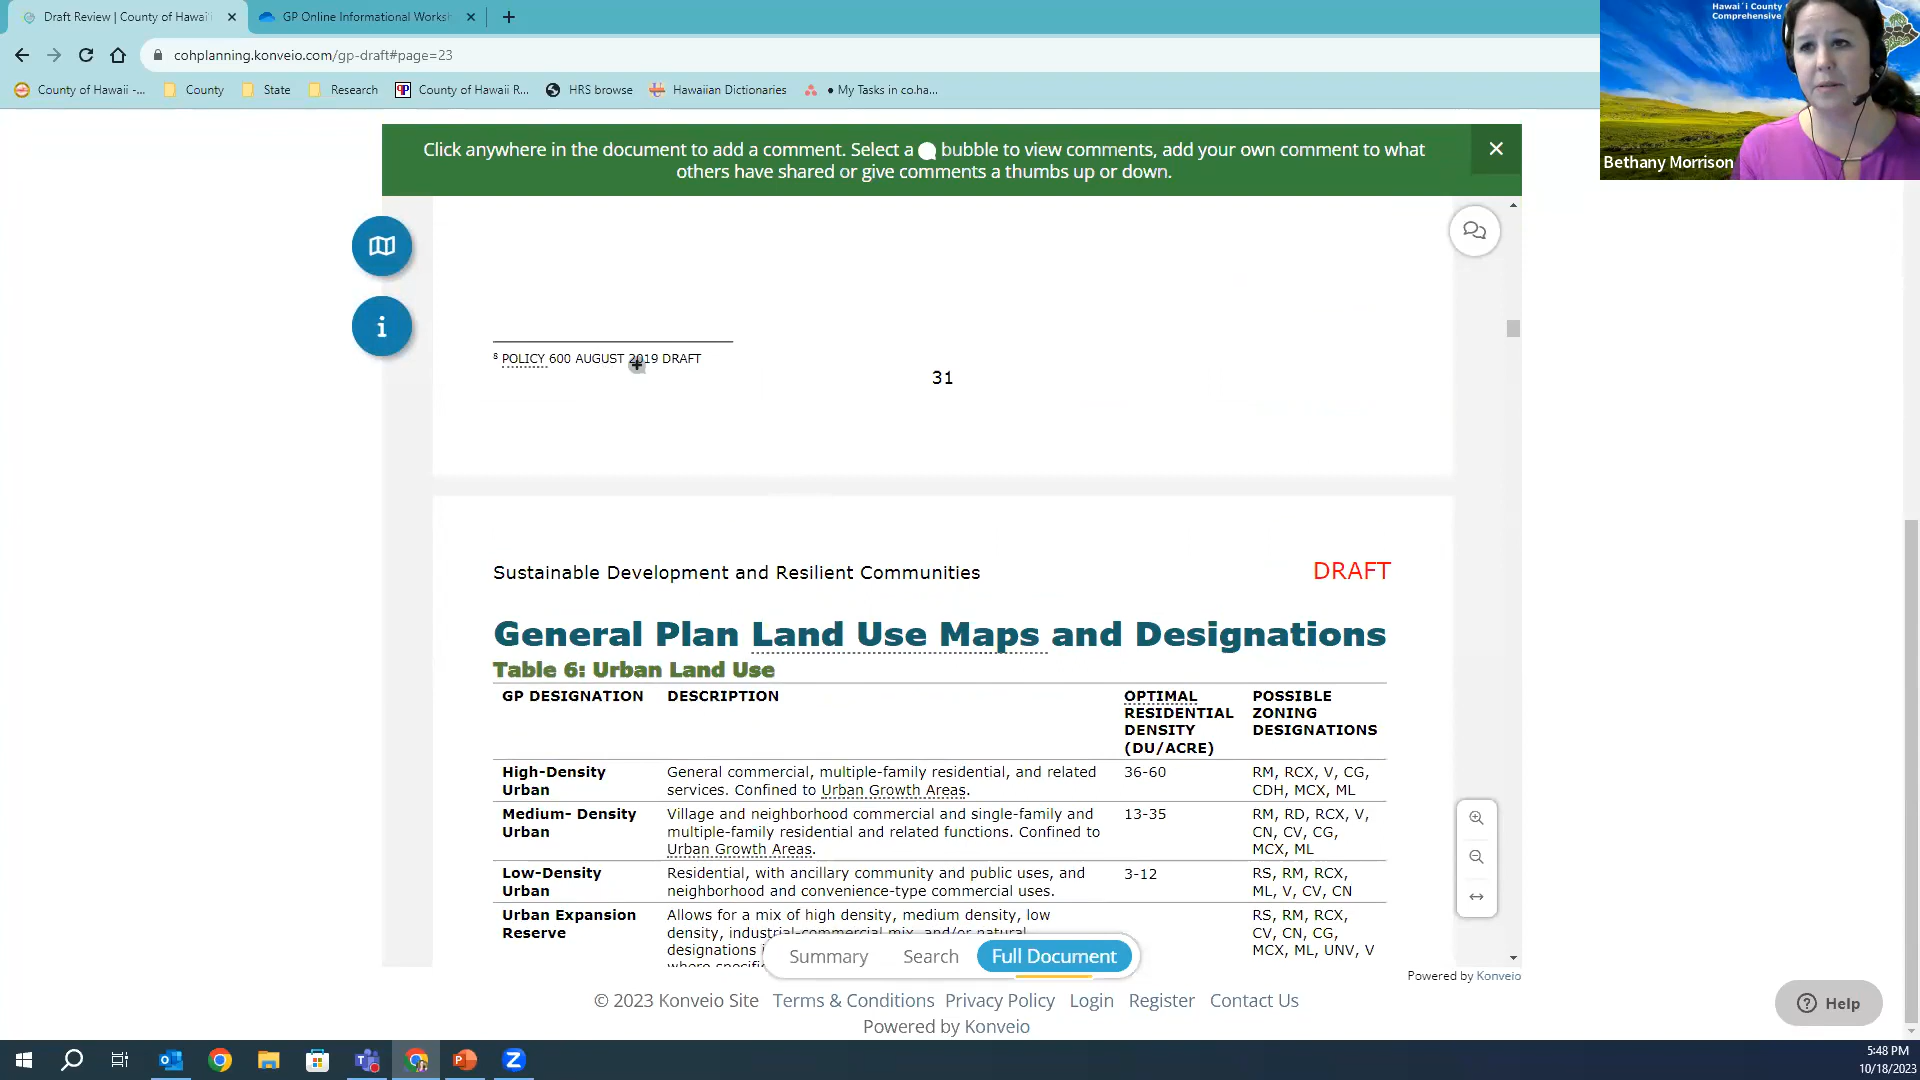 Draft Review | County of Hawai'i
GP Online Informational Worksh
cohplanning.konveio.com/gp-draft#page=23
County of Hawaii -...
County
State
Research
County of Hawaii R...
HRS browse
Hawaiian Dictionaries
• My Tasks in co.ha...
Hawai´i County
Comprehensive
Bethany Morrison
Click anywhere in the document to add a comment. Select a bubble to view comments, add your own comment to what
others have shared or give comments a thumbs up or down.
s POLICY 600 AUGUST 2019 DRAFT
31
Sustainable Development and Resilient Communities
DRAFT
General Plan Land Use Maps and Designations
Table 6: Urban Land Use
GP DESIGNATION
DESCRIPTION
OPTIMAL
RESIDENTIAL
DENSITY
(DU/ACRE)
POSSIBLE
ZONING
DESIGNATIONS
High-Density
Urban
General commercial, multiple-family residential, and related
services. Confined to Urban Growth Areas.
36-60
RM, RCX, V, CG,
CDH, MCX, ML
Medium- Density
Urban
Village and neighborhood commercial and single-family and
multiple-family residential and related functions. Confined to
Urban Growth Areas.
13-35
RM, RD, RCX, V,
CN, CV, CG,
MCX, ML
Low-Density
Urban
Residential, with ancillary community and public uses, and
neighborhood and convenience-type commercial uses.
3-12
RS, RM, RCX,
ML, V, CV, CN
Urban Expansion
Reserve
Allows for a mix of high density, medium density, low
density, industrial-commercial mix, and/or natural
designations
where
RS, RM, RCX,
CV, CN, CG,
MCX, ML, UNV, V
Summary
Search
Full Document
Powered by Konveio
© 2023 Konveio Site
Terms & Conditions
Privacy Policy
Login
Register
Contact Us
Powered by Konveio
Help
5:48 PM
10/18/2023